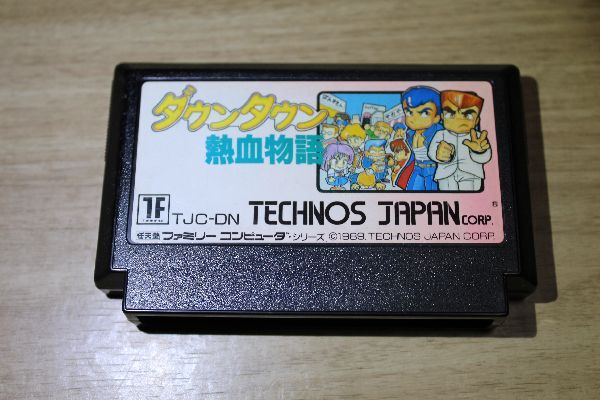 ダウンタウン
熱血物語
1F TJC-DN TECHNOS JAPAN CORP.
任天堂 ファミリー コンピュータ・シリーズ ©1989, TECHNOS JAPAN CORP.